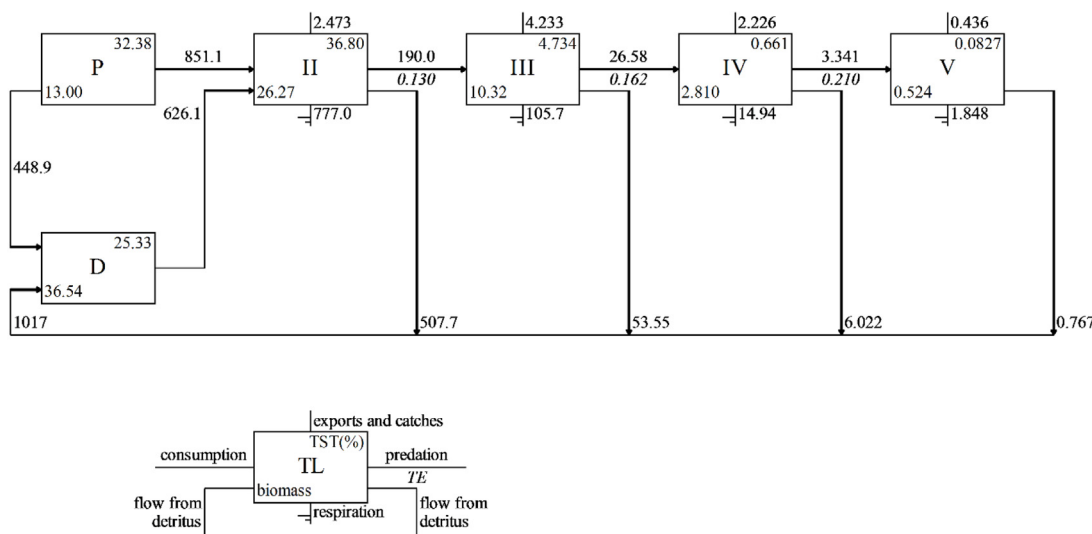 2.473 4.233 2.226 0.436
32.38 36.80 4.734 0.661 0.0827
P 851.1 II 190.0 III 26.58 IV 3.341 V
0.130 0.162 0.210
13.00 26.27 10.32 2.810 0.524
626.1 777.0 105.7 14.94 1.848
448.9
25.33
D
36.54
1017 507.7 53.55 6.022 0.767
exports and catches
TST(%)
consumption TL predation
TE
biomass
flow from detritus
respiration
flow from detritus